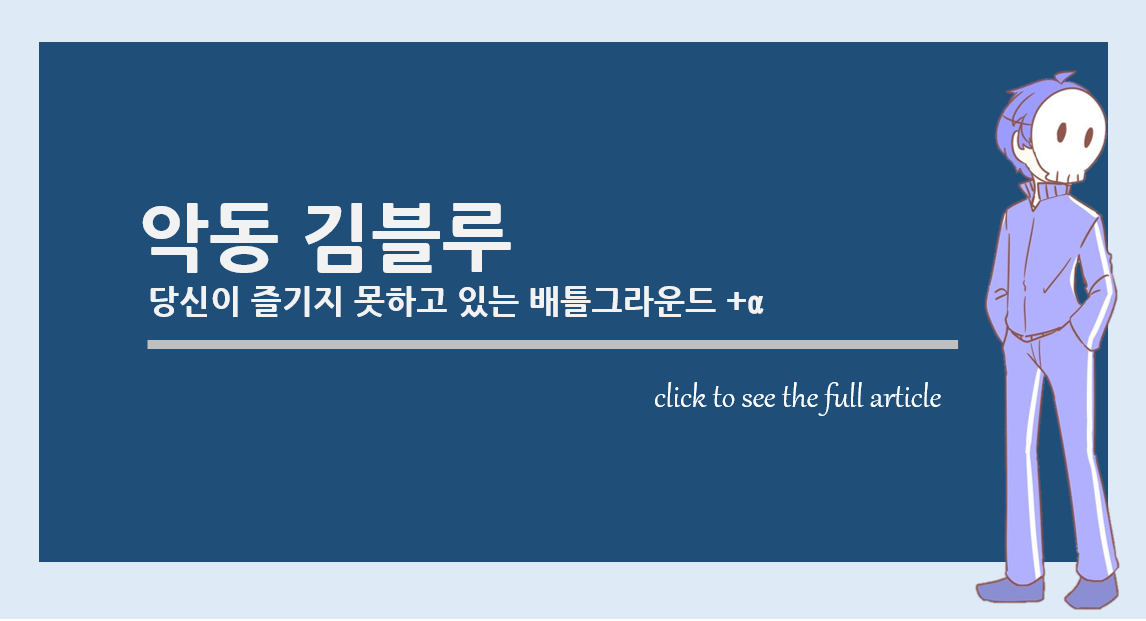 악동 김블루
당신이 즐기지 못하고 있는 배틀그라운드 +α
click to see the full article